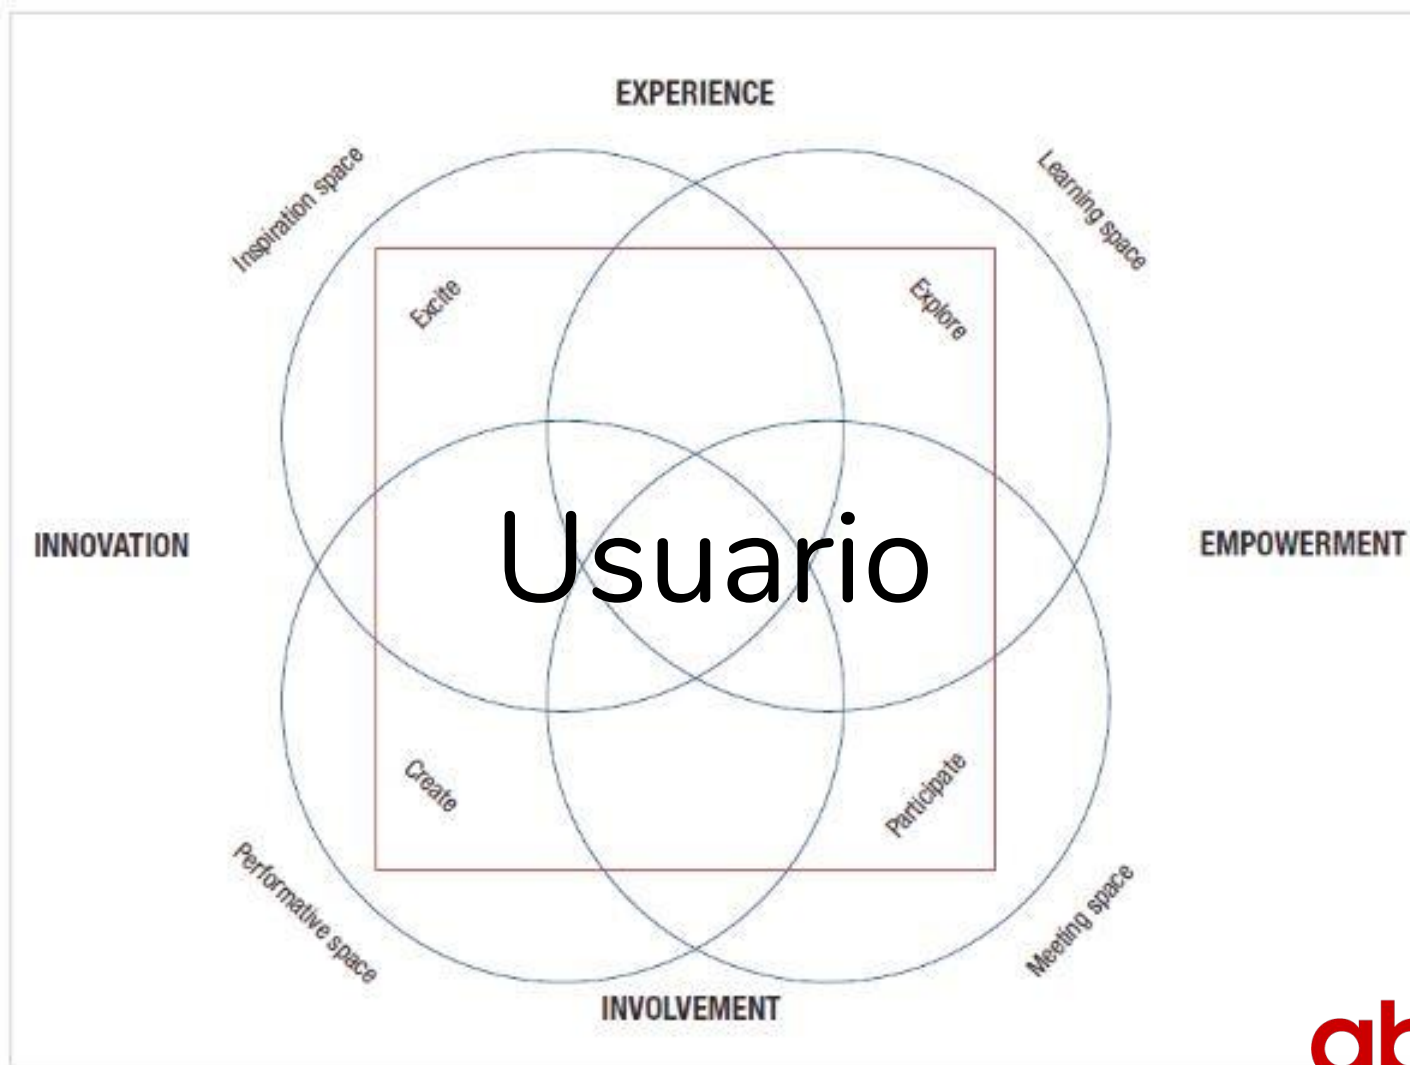 EXPERIENCE
Inspiration space
Learning space
Excite
Explore
INNOVATION
Usuario
EMPOWERMENT
Create
Participate
Performative space
Meeting space
INVOLVEMENT